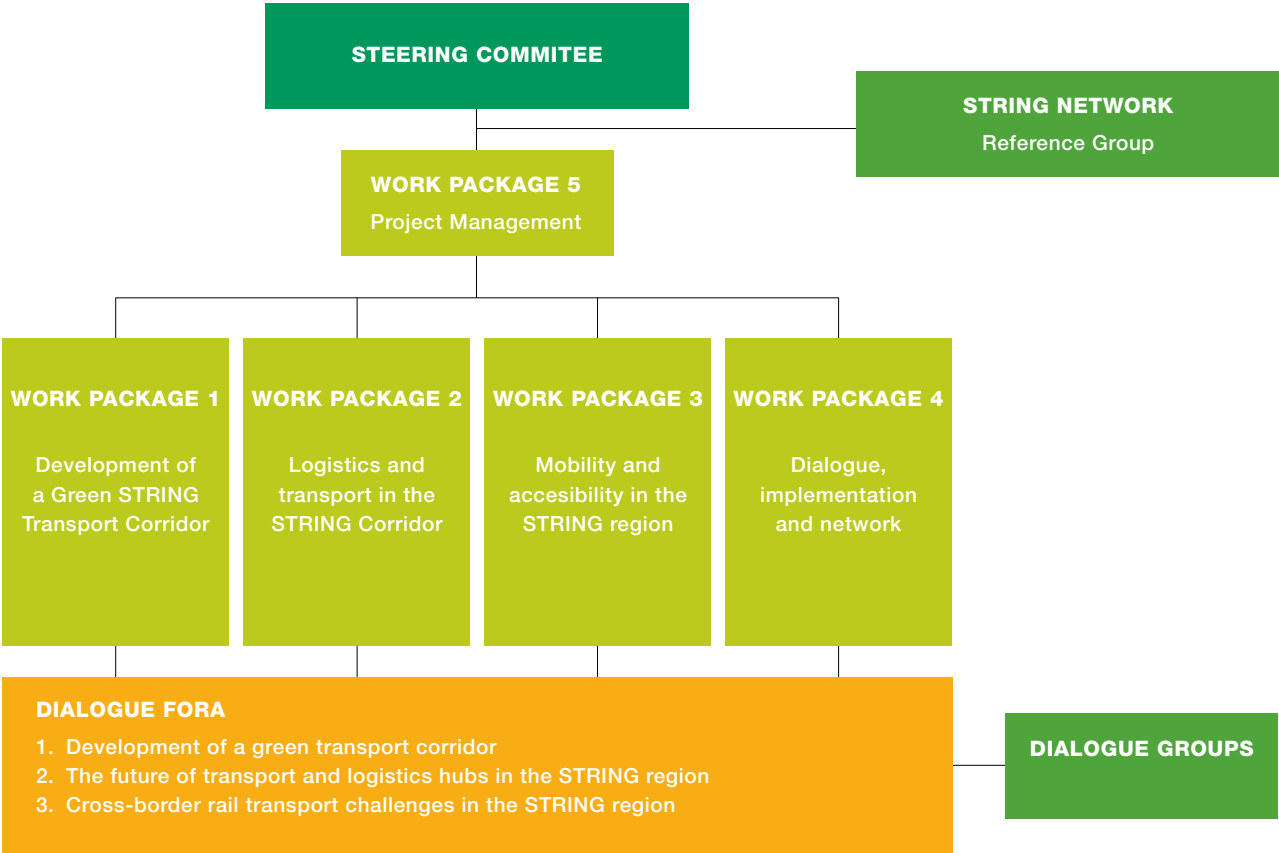 STEERING COMMITEE
STRING NETWORK
Reference Group
WORK PACKAGE 5
Project Management
WORK PACKAGE 1
Development of
a Green STRING
Transport Corridor
WORK PACKAGE 2
Logistics and
transport in the
STRING Corridor
WORK PACKAGE 3
Mobility and
accesibility in the
STRING region
WORK PACKAGE 4
Dialogue,
implementation
and network
DIALOGUE FORA
1. Development of a green transport corridor
2. The future of transport and logistics hubs in the STRING region
3. Cross-border rail transport challenges in the STRING region
DIALOGUE GROUPS